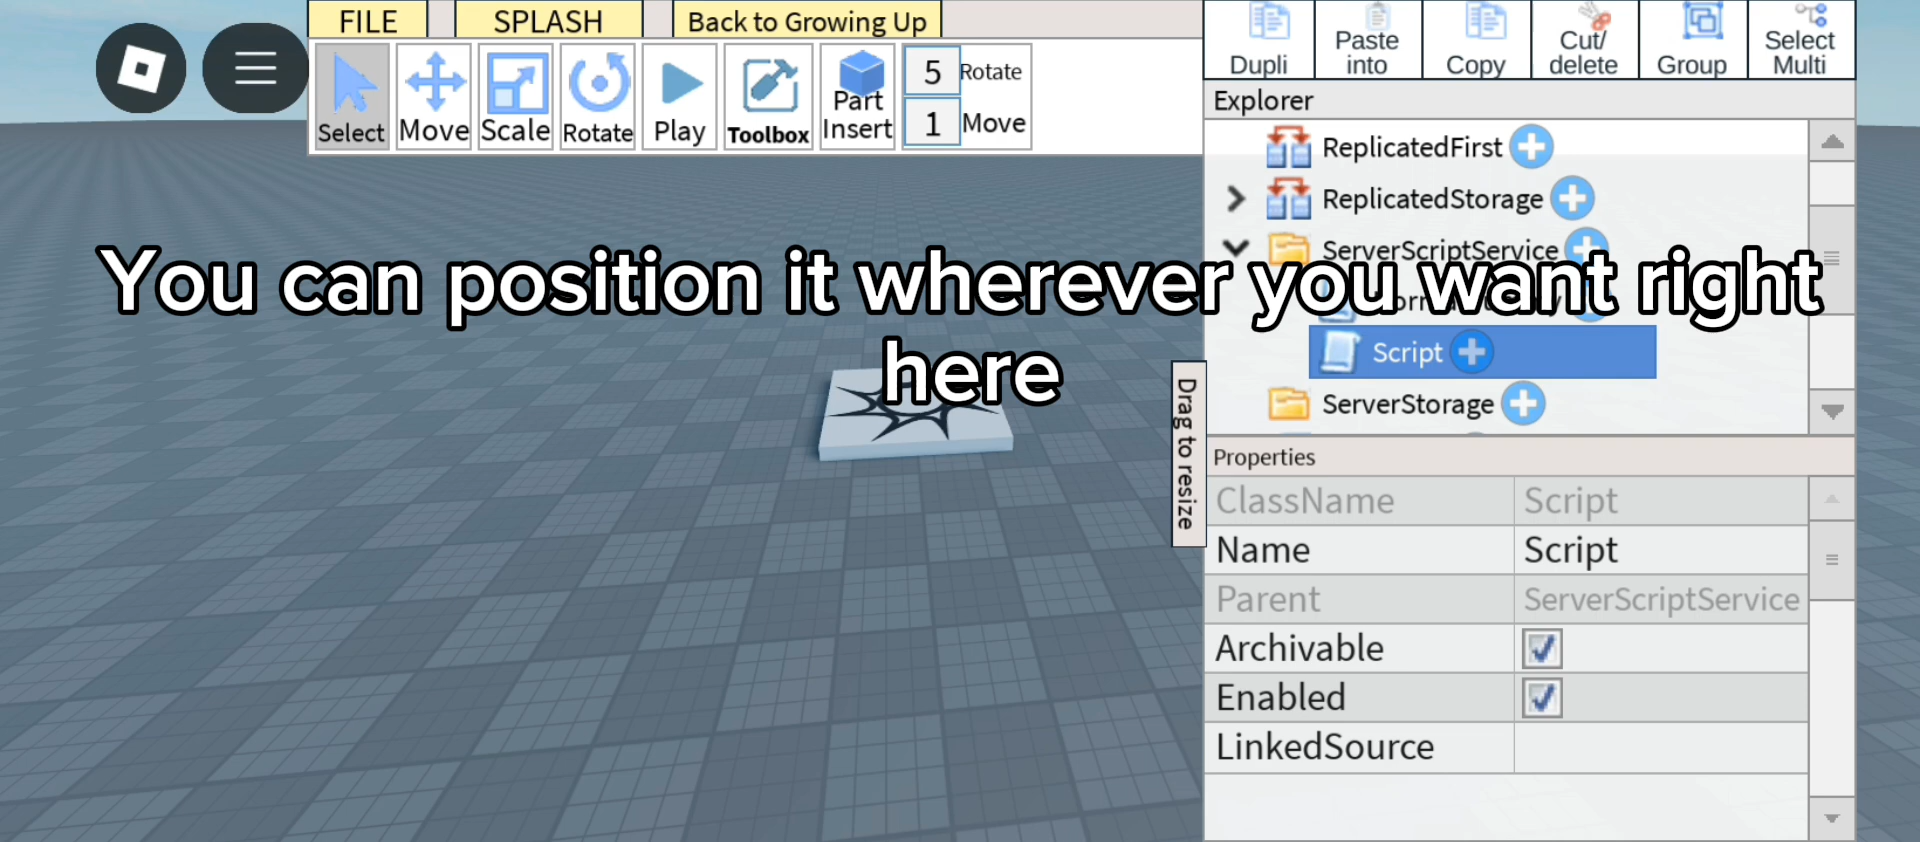 FILE
SPLASH
Back to Growing Up
Select
Move
Scale
Rotate
Play
Toolbox
Part
Insert
5 Rotate
1 Move
Dupli
Paste
into
Copy
Cut/
delete
Group
Select
Multi
Explorer
ReplicatedFirst
ReplicatedStorage
ServerScriptService
You can position it wherever you want right
here
Script
ServerStorage
Drag to resize
Properties
ClassName Script
Name Script
Parent ServerScriptService
Archivable
Enabled
LinkedSource